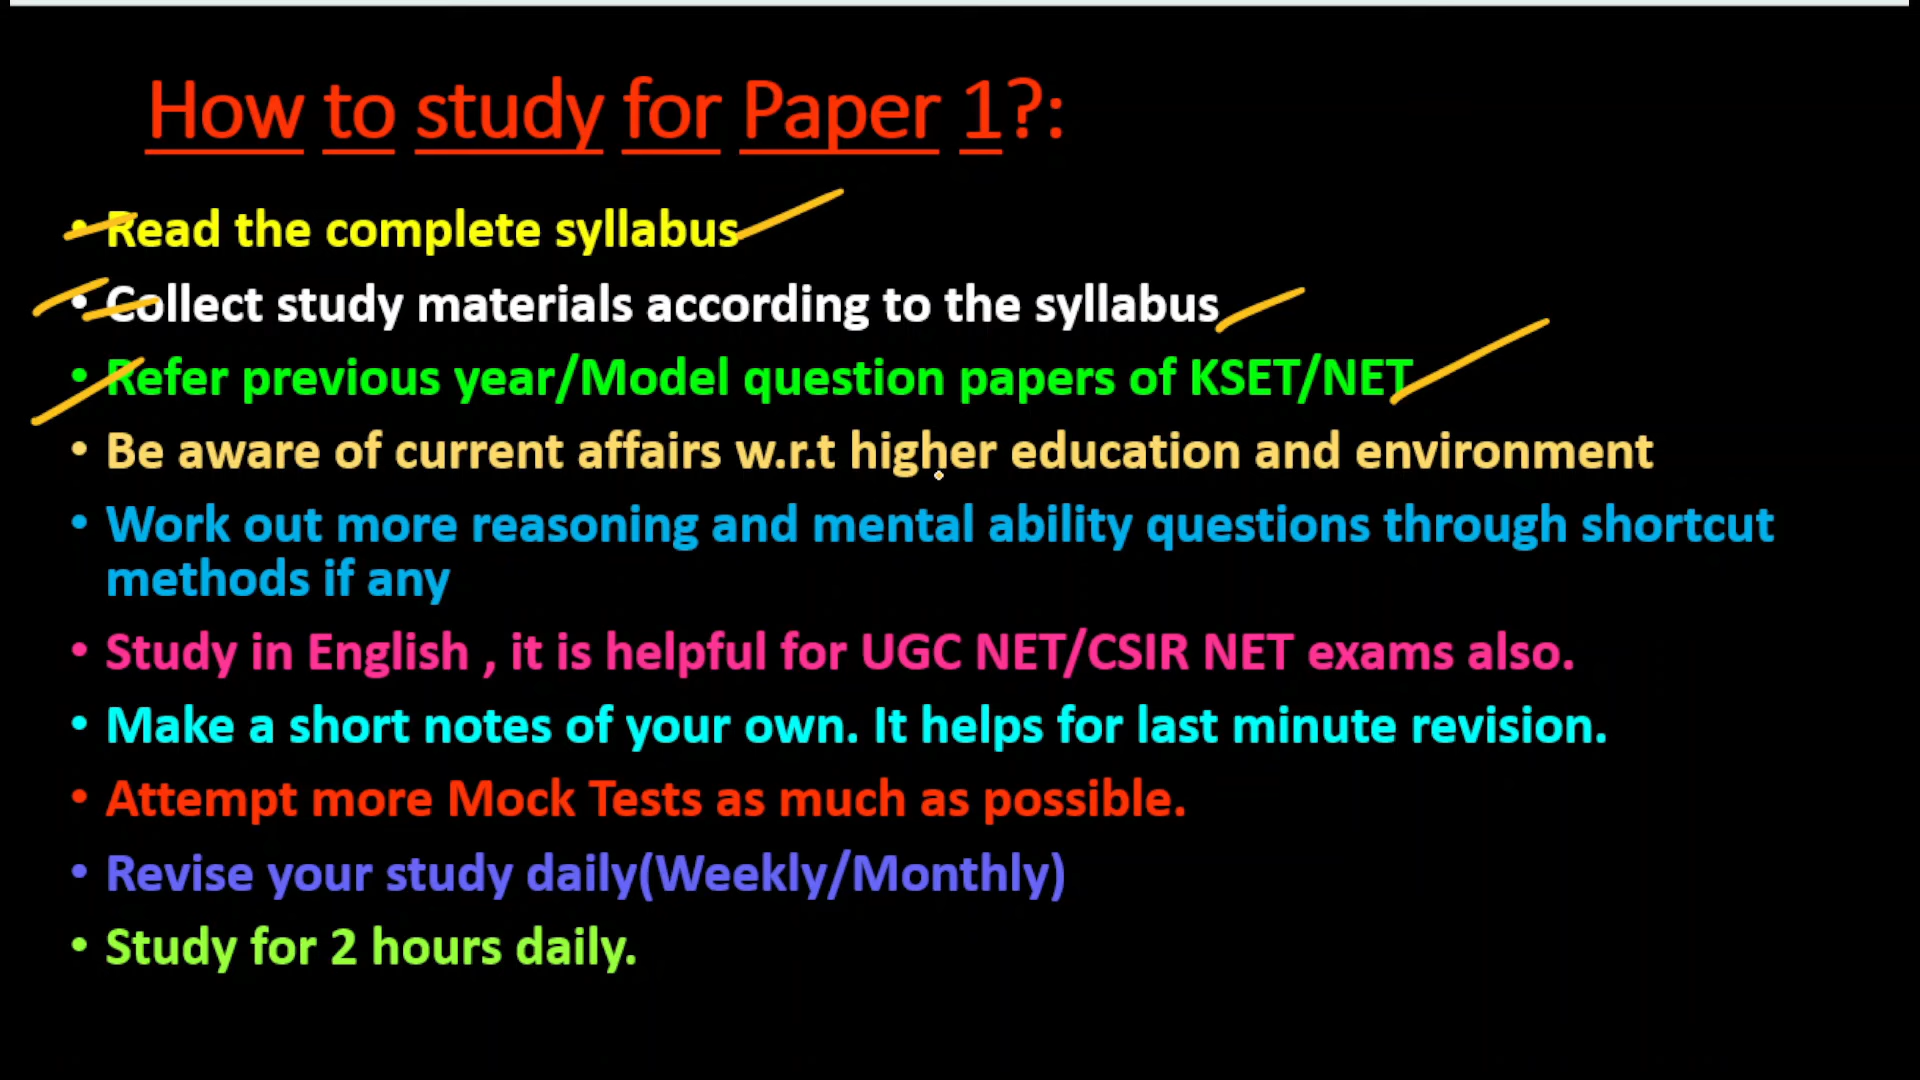 How to study for Paper 1?:
• Read the complete syllabus
• Collect study materials according to the syllabus
• Refer previous year/Model question papers of KSET/NET
• Be aware of current affairs w.r.t higher education and environment
• Work out more reasoning and mental ability questions through shortcut
methods if any
• Study in English , it is helpful for UGC NET/CSIR NET exams also.
• Make a short notes of your own. It helps for last minute revision.
• Attempt more Mock Tests as much as possible.
• Revise your study daily(Weekly/Monthly)
• Study for 2 hours daily.